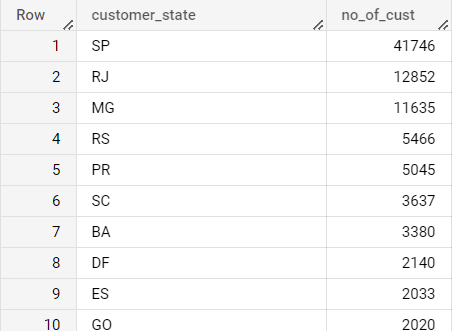 Row customer_state no_of_cust
1 SP 41746
2 RJ 12852
3 MG 11635
4 RS 5466
5 PR 5045
6 SC 3637
7 BA 3380
8 DF 2140
9 ES 2033
10 GO 2020